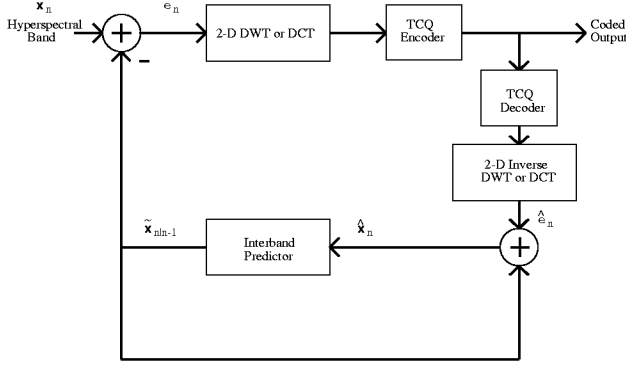 x n
e n
Hyperspectral
Band
+
−
2-D DWT or DCT
TCQ
Encoder
Coded
Output
TCQ
Decoder
2-D Inverse
DWT or DCT
ê n
x̃ n|n-1
Interband
Predictor
x̂ n
+